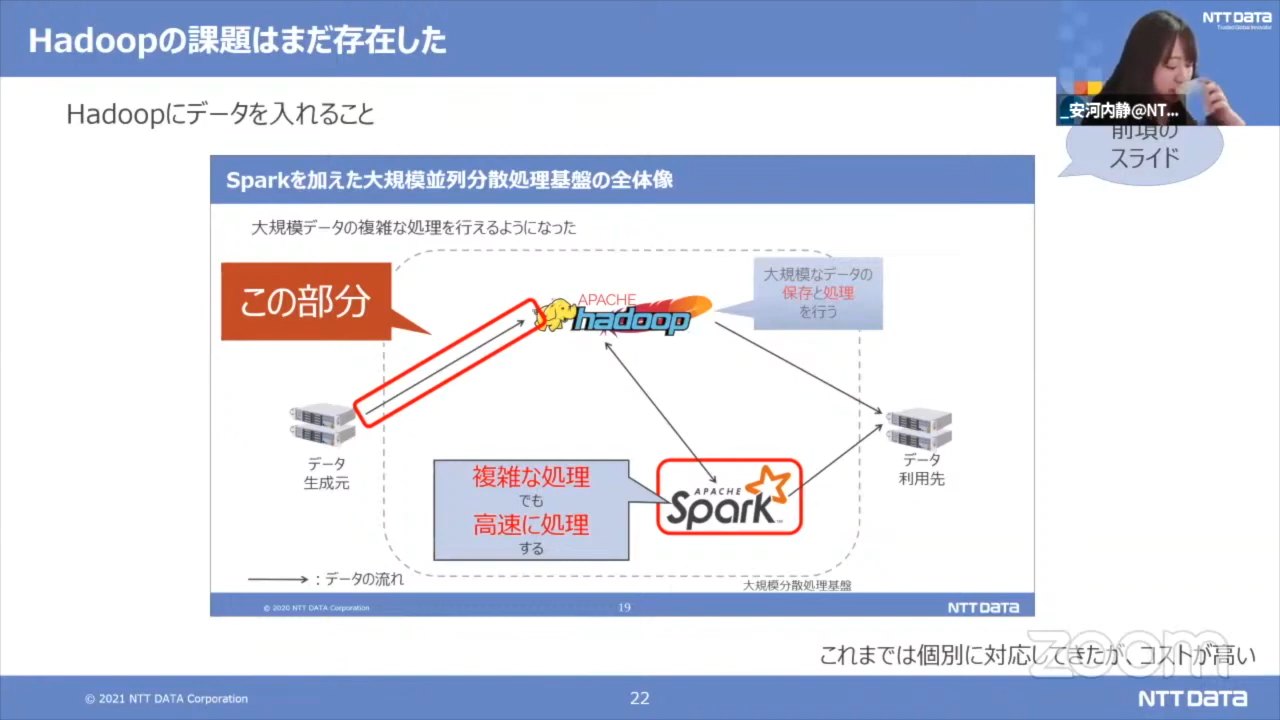 Hadoopの課題はまだ存在した
NTT DATA
Trusted Global Innovator
_安河内静@NT...
Hadoopにデータを入れること
前項の
スライド
Sparkを加えた大規模並列分散処理基盤の全体像
大規模データの複雑な処理を行えるようになった
この部分
APACHE
hadoop
大規模なデータの
保存と処理
を行う
データ
生成元
データ
利用先
複雑な処理
でも
高速に処理
する
APACHE
Spark
TM
:データの流れ
大規模分散処理基盤
© 2020 NTT DATA Corporation
19
NTT DATA
これまでは個別に対応してきたが、コストが高い
zoom
© 2021 NTT DATA Corporation
22
NTT DATA